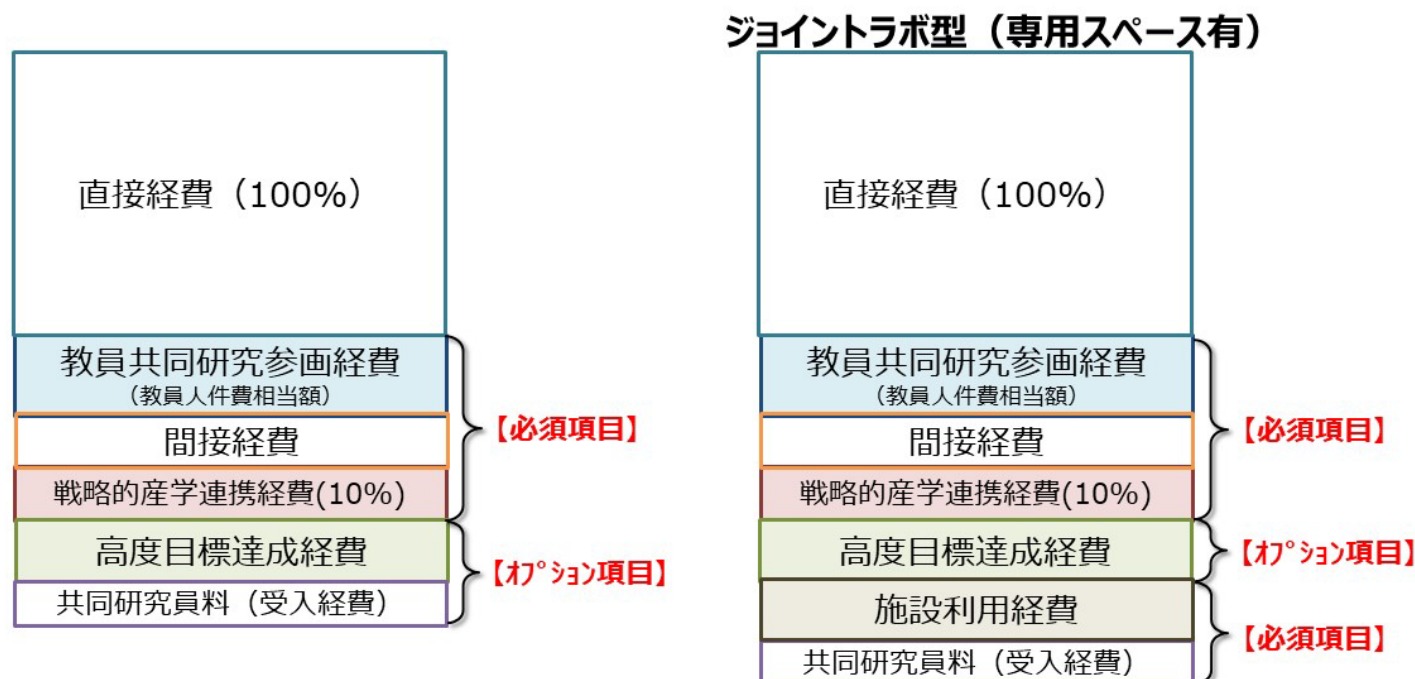 ジョイントラボ型（専用スペース有）
直接経費（100%）
教員共同研究参画経費
（教員人件費相当額）
間接経費
戦略的産学連携経費(10%)
【必須項目】
高度目標達成経費
共同研究員料（受入経費）
【ｵﾌﾟｼｮﾝ項目】
直接経費（100%）
教員共同研究参画経費
（教員人件費相当額）
間接経費
戦略的産学連携経費(10%)
【必須項目】
高度目標達成経費
【ｵﾌﾟｼｮﾝ項目】
施設利用経費
共同研究員料（受入経費）
【必須項目】